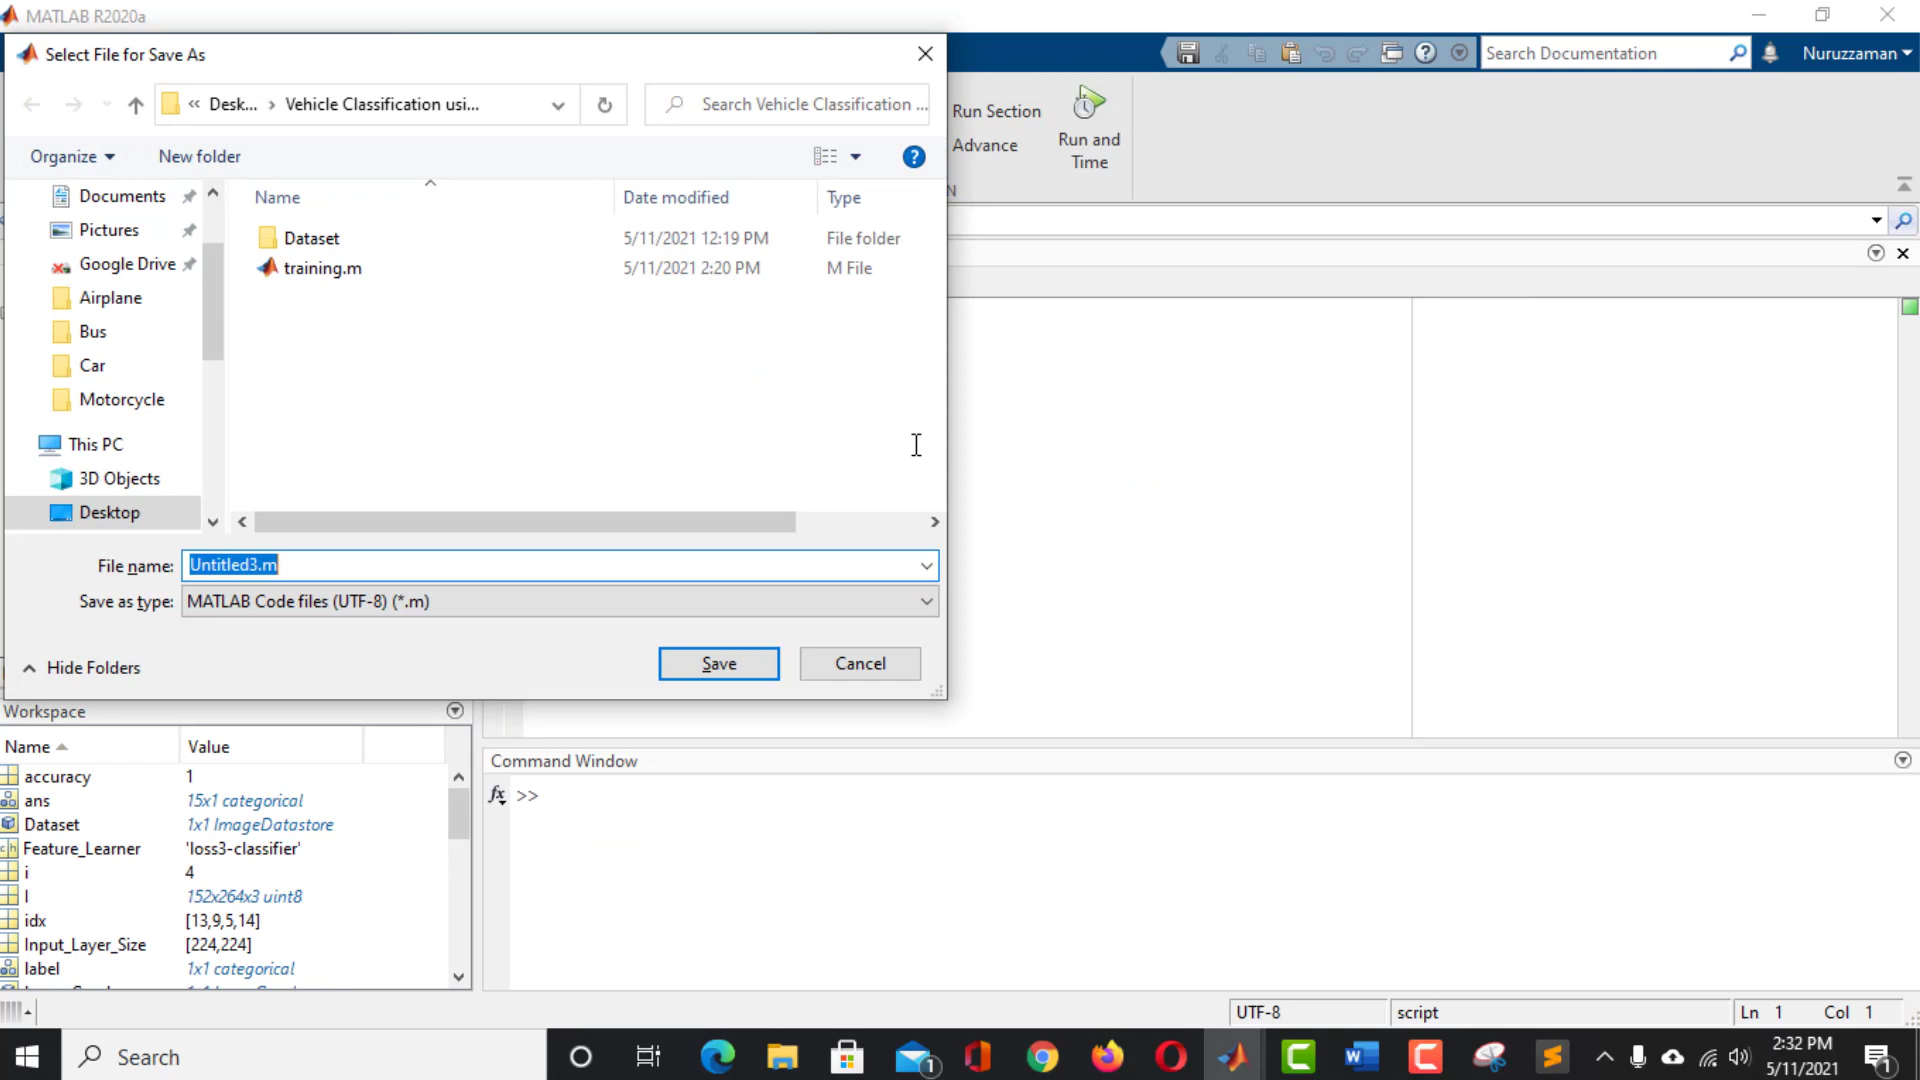 MATLAB R2020a
Select File for Save As
Search Documentation
Nuruzzaman
« Desk... › Vehicle Classification usi...
Search Vehicle Classification ...
Run Section
Advance
Run and
Time
N
Organize
New folder
?
Name
Date modified
Type
Documents
Pictures
Google Drive
Airplane
Bus
Car
Motorcycle
This PC
3D Objects
Desktop
Dataset 5/11/2021 12:19 PM File folder
training.m 5/11/2021 2:20 PM M File
File name: Untitled3.m
Save as type: MATLAB Code files (UTF-8) (*.m)
Hide Folders
Save
Cancel
Workspace
Name Value
accuracy 1
ans 15x1 categorical
Dataset 1x1 ImageDatastore
Feature_Learner 'loss3-classifier'
i 4
I 152x264x3 uint8
idx [13,9,5,14]
Input_Layer_Size [224,224]
label 1x1 categorical
Command Window
fx >>
UTF-8
script
Ln 1 Col 1
Search
1
2:32 PM
5/11/2021
1